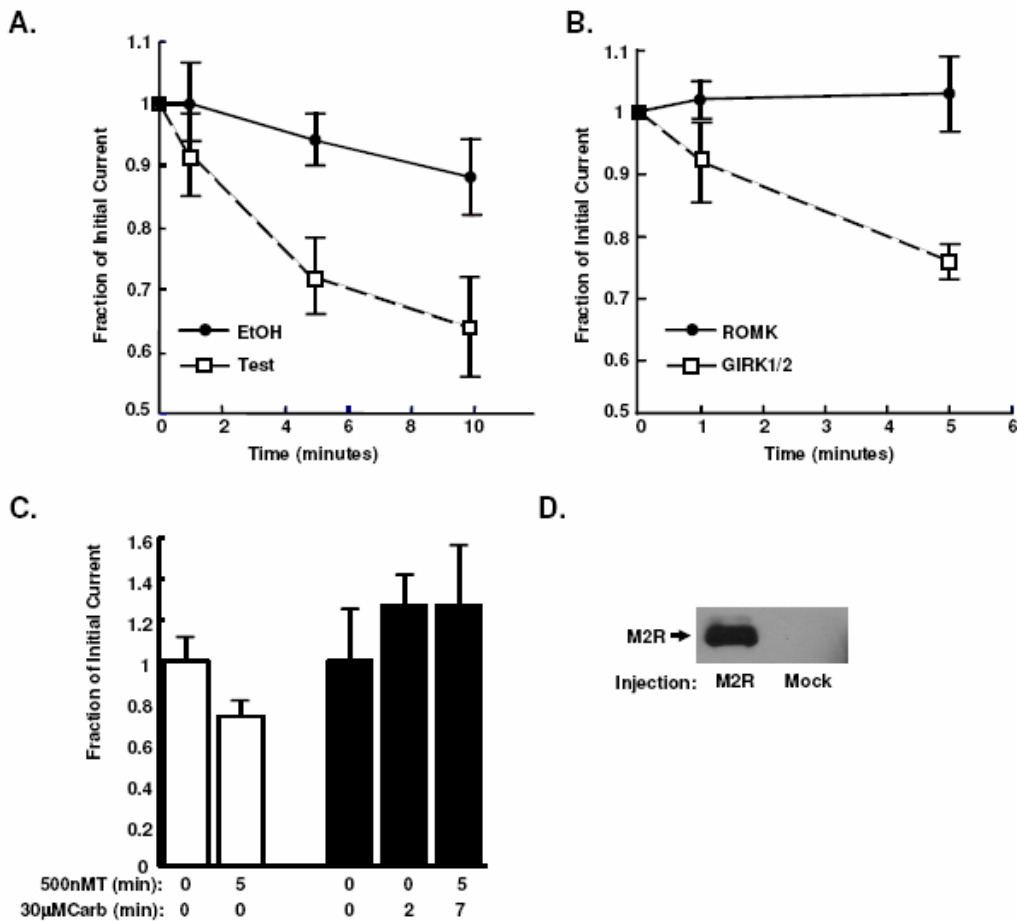 A.
1.1
1
0.9
0.8
0.7
0.6
0.5
Fraction of Initial Current
EtOH
Test
0 2 4 6 8 10
Time (minutes)
B.
1.1
1
0.9
0.8
0.7
0.6
0.5
Fraction of Initial Current
ROMK
GIRK1/2
0 1 2 3 4 5 6
Time (minutes)
C.
1.6
1.4
1.2
1
0.8
0.6
0.4
0.2
0
Fraction of Initial Current
500nMT (min): 0 5 0 0 5
30µMCarb (min): 0 0 0 2 7
D.
M2R
Injection: M2R Mock